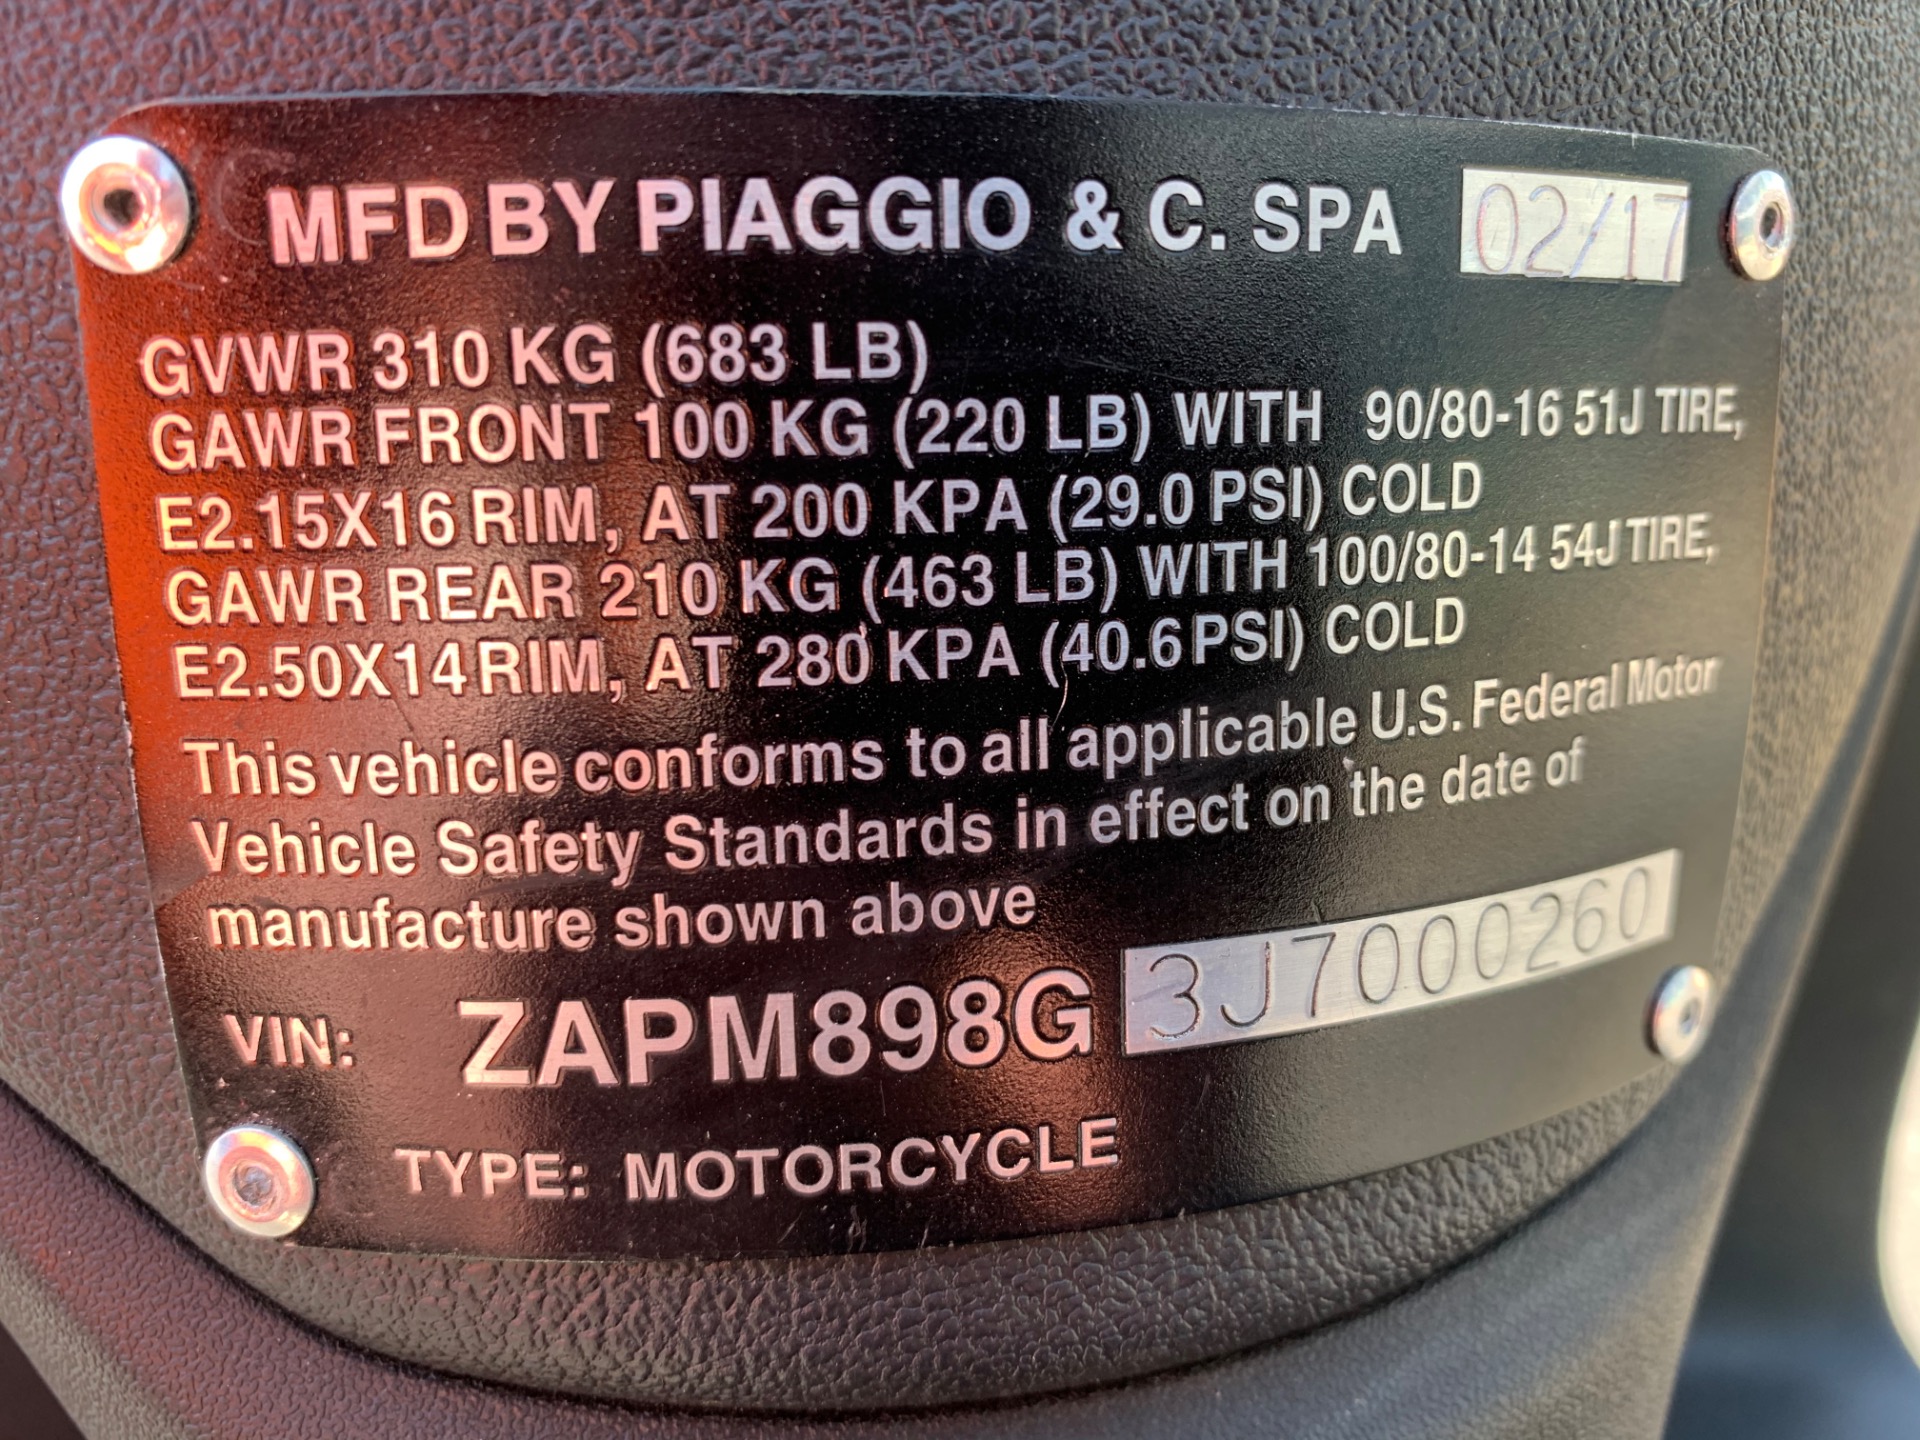 MFD BY PIAGGIO & C. SPA 02/17
GVWR 310 KG (683 LB)
GAWR FRONT 100 KG (220 LB) WITH 90/80-16 51J TIRE,
E2.15X16 RIM, AT 200 KPA (29.0 PSI) COLD
GAWR REAR 210 KG (463 LB) WITH 100/80-14 54J TIRE,
E2.50X14 RIM, AT 280 KPA (40.6 PSI) COLD
This vehicle conforms to all applicable U.S. Federal Motor
Vehicle Safety Standards in effect on the date of
manufacture shown above
VIN: ZAPM898G3J7000260
TYPE: MOTORCYCLE